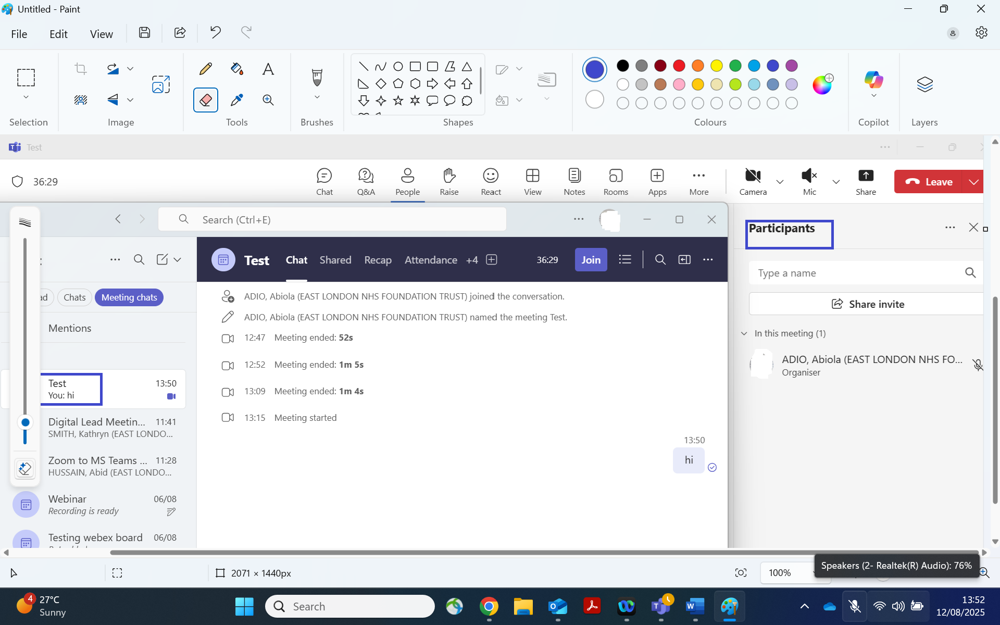 Untitled - Paint
File Edit View
Selection Image Tools Brushes Shapes Colours Copilot Layers
Test
36:29
Chat Q&A People Raise React View Notes Rooms Apps More Camera Mic Share Leave
Search (Ctrl+E)
Participants
Test Chat Shared Recap Attendance +4 36:29 Join
Type a name
ad Chats Meeting chats
Share invite
ADIO, Abiola (EAST LONDON NHS FOUNDATION TRUST) joined the conversation.
ADIO, Abiola (EAST LONDON NHS FOUNDATION TRUST) named the meeting Test.
Mentions
In this meeting (1)
12:47 Meeting ended: 52s
ADIO, Abiola (EAST LONDON NHS FO...
Organiser
12:52 Meeting ended: 1m 5s
Test 13:50
You: hi
13:09 Meeting ended: 1m 4s
13:15 Meeting started
Digital Lead Meetin... 11:41
SMITH, Kathryn (EAST LONDO...
13:50
hi
Zoom to MS Teams ... 11:28
HUSSAIN, Abid (EAST LONDO...
Webinar 06/08
Recording is ready
Testing webex board 06/08
2071 × 1440px
100%
Speakers (2- Realtek(R) Audio): 76%
4
27°C
Sunny
Search
13:52
12/08/2025